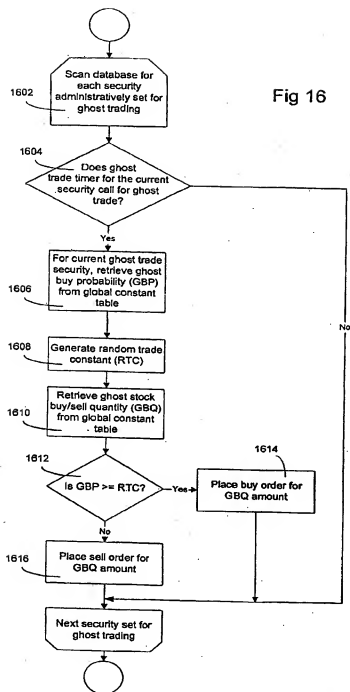 Fig 16
Scan database for
each security
administratively set for
ghost trading
1602
1604
Does ghost
trade timer for the current
security call for ghost
trade?
Yes
No
For current ghost trade
security, retrieve ghost
buy probability (GBP)
from global constant
table
1606
1608
Generate random trade
constant (RTC)
Retrieve ghost stock
buy/sell quantity (GBQ)
from global constant
table
1610
1612
Is GBP >= RTC?
Yes
1614
Place buy order for
GBQ amount
No
Place sell order for
GBQ amount
1616
Next security set for
ghost trading